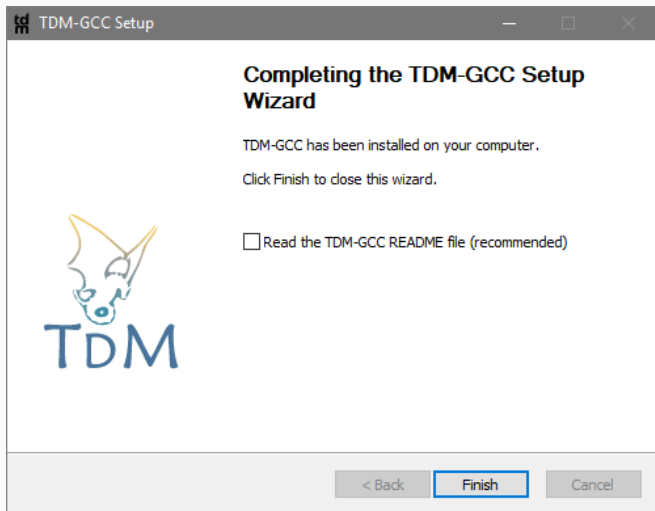 tdm TDM-GCC Setup
Completing the TDM-GCC Setup
Wizard
TDM-GCC has been installed on your computer.
Click Finish to close this wizard.
Read the TDM-GCC README file (recommended)
TDM
< Back Finish Cancel